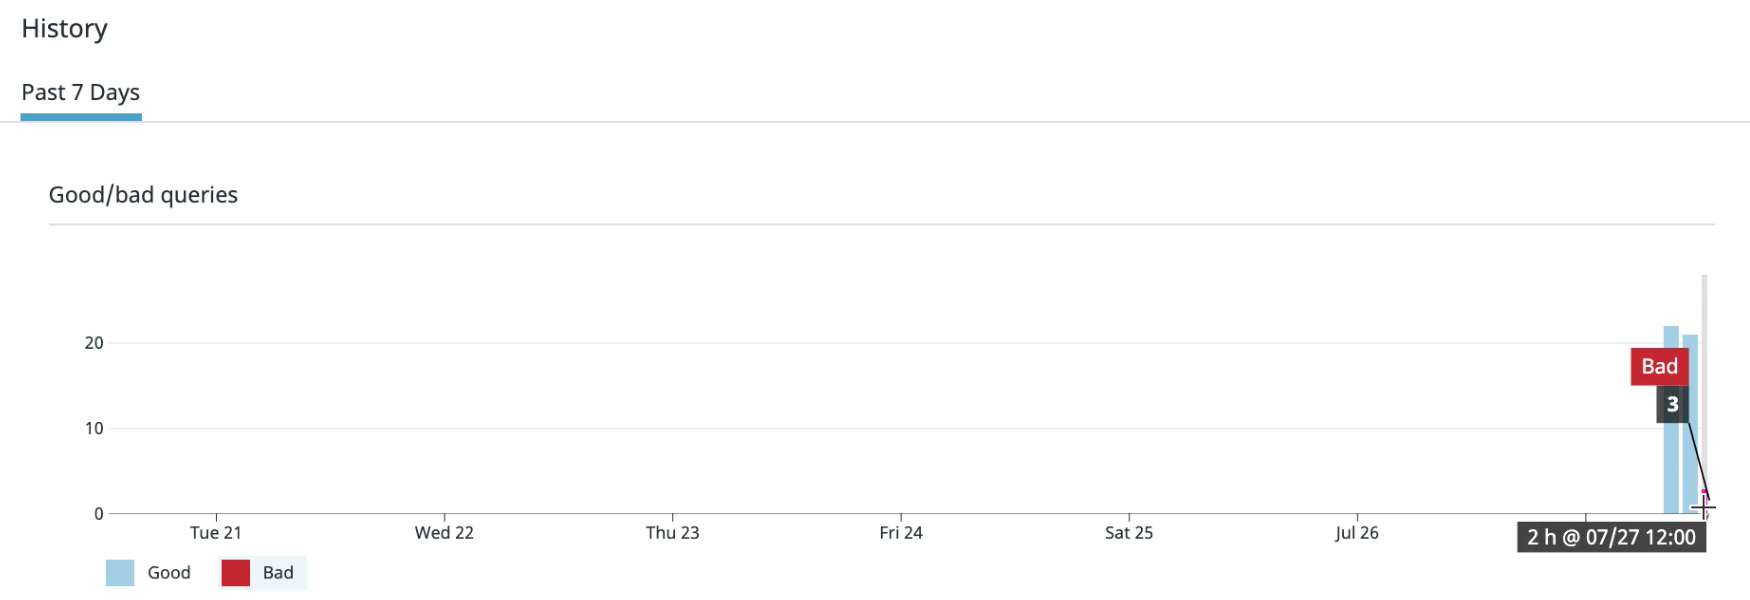 History
Past 7 Days
Good/bad queries
20
Bad
3
10
0
Tue 21 Wed 22 Thu 23 Fri 24 Sat 25 Jul 26
2 h @ 07/27 12:00
Good Bad